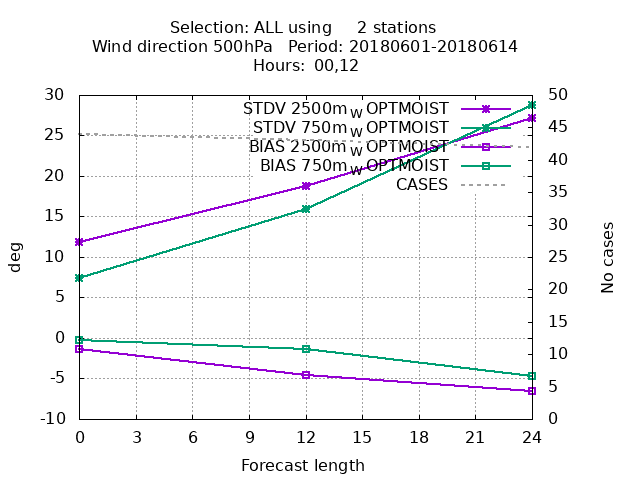 Selection: ALL using     2 stations
Wind direction 500hPa   Period: 20180601-20180614
Hours:  00,12
STDV 2500m_W OPTMOIST
STDV 750m_W OPTMOIST
BIAS 2500m_W OPTMOIST
BIAS 750m_W OPTMOIST
CASES
30
25
20
15
10
5
0
-5
-10
deg
50
45
40
35
30
25
20
15
10
5
0
No cases
0 3 6 9 12 15 18 21 24
Forecast length